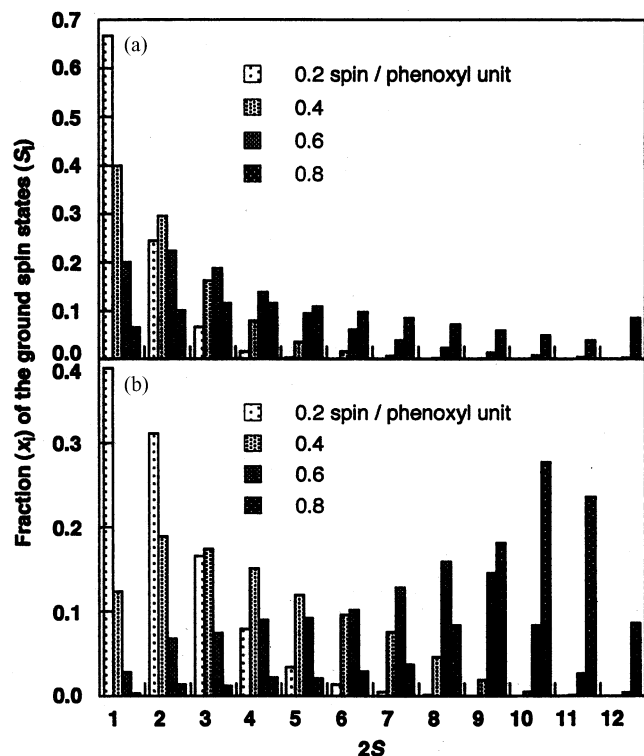 Fraction (xi) of the ground spin states (Si)
0.7
0.6
0.5
0.4
0.3
0.2
0.1
0.0
(a)
0.2 spin / phenoxyl unit
0.4
0.6
0.8
0.4
0.3
0.2
0.1
0.0
(b)
0.2 spin / phenoxyl unit
0.4
0.6
0.8
1 2 3 4 5 6 7 8 9 10 11 12
2S